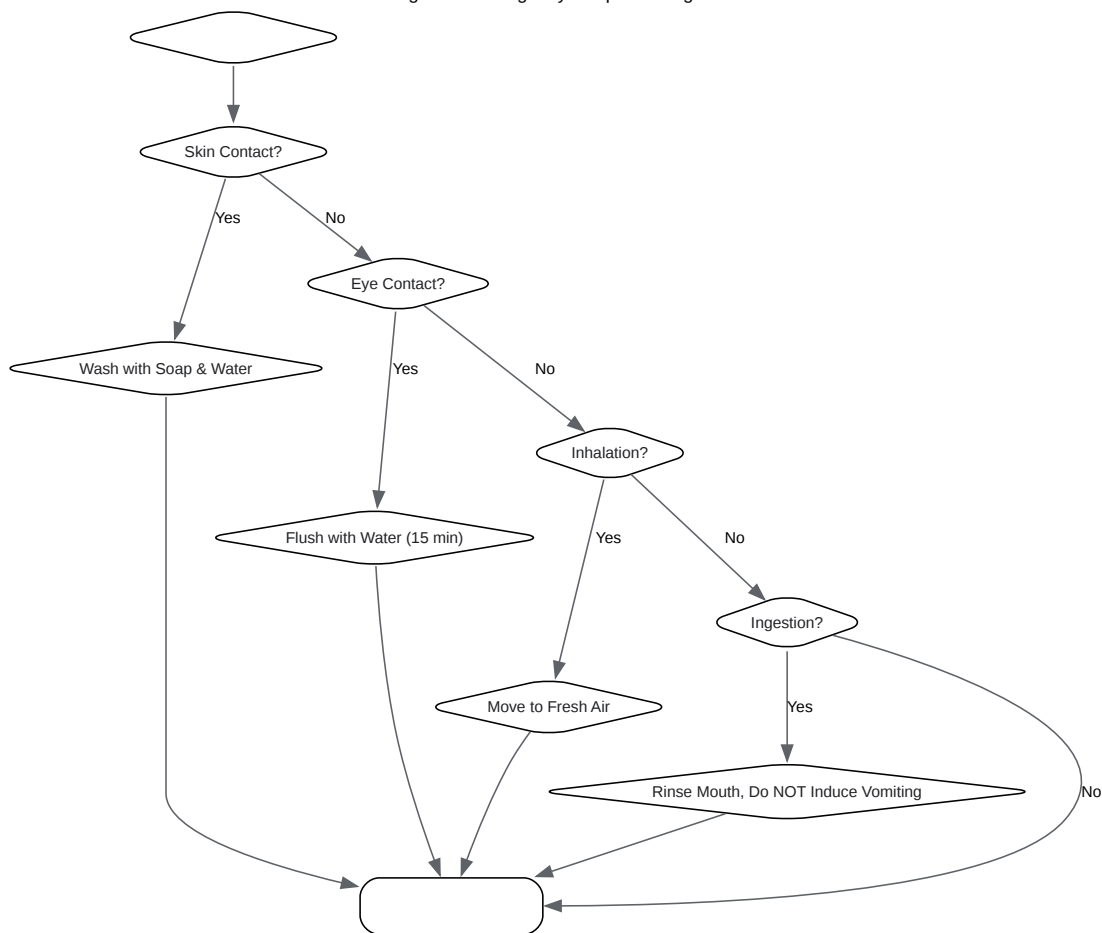 Skin Contact?
Yes
No
Eye Contact?
Wash with Soap & Water
Yes
No
Inhalation?
Flush with Water (15 min)
Yes
No
Ingestion?
Move to Fresh Air
Yes
Rinse Mouth, Do NOT Induce Vomiting
No